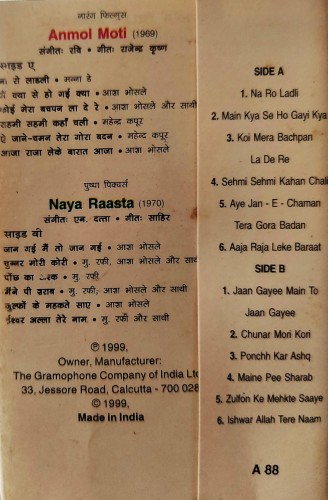 नारंग फिल्मस
Anmol Moti (1969)
संगीतः रवि • गीतः राजेन्द्र कृष्ण
साइड ए
ना रो लाडली • मन्ना डे
क्या से हो गई क्या • आशा भोसले
कोई मेरा बचपन ला दे रे • आशा भोसले और साथी
सहमी सहमी कहाँ चली • महेन्द्र कपूर
ऐ जाने-चमन तेरा गोरा बदन • महेन्द्र कपूर
आजा राजा लेके बारात आजा • आशा भोसले
पुष्पा पिक्चर्स
Naya Raasta (1970)
संगीतः एन. दत्ता • गीतः साहिर
साइड बी
जान गई मैं तो जान गई • आशा भोसले
चुनर मोरी कोरी • मु. रफी, आशा भोसले और साथी
पोंछ कर अश्क • मु. रफी
मैंने पी शराब • मु. रफी, आशा भोसले
जुल्फों के महकते साए • आशा भोसले
ईश्वर अल्ला तेरे नाम • मु. रफी और साथी
℗ 1999,
Owner, Manufacturer:
The Gramophone Company of India Ltd
33, Jessore Road, Calcutta - 700 028
© 1999,
Made in India
SIDE A
1. Na Ro Ladli
2. Main Kya Se Ho Gayi Kya
3. Koi Mera Bachpan
La De Re
4. Sehmi Sehmi Kahan Chali
5. Aye Jan - E - Chaman
Tera Gora Badan
6. Aaja Raja Leke Baraat
SIDE B
1. Jaan Gayee Main To
Jaan Gayee
2. Chunar Mori Kori
3. Ponchh Kar Ashq
4. Maine Pee Sharab
5. Zulfon Ke Mehkte Saaye
6. Ishwar Allah Tere Naam
A 88